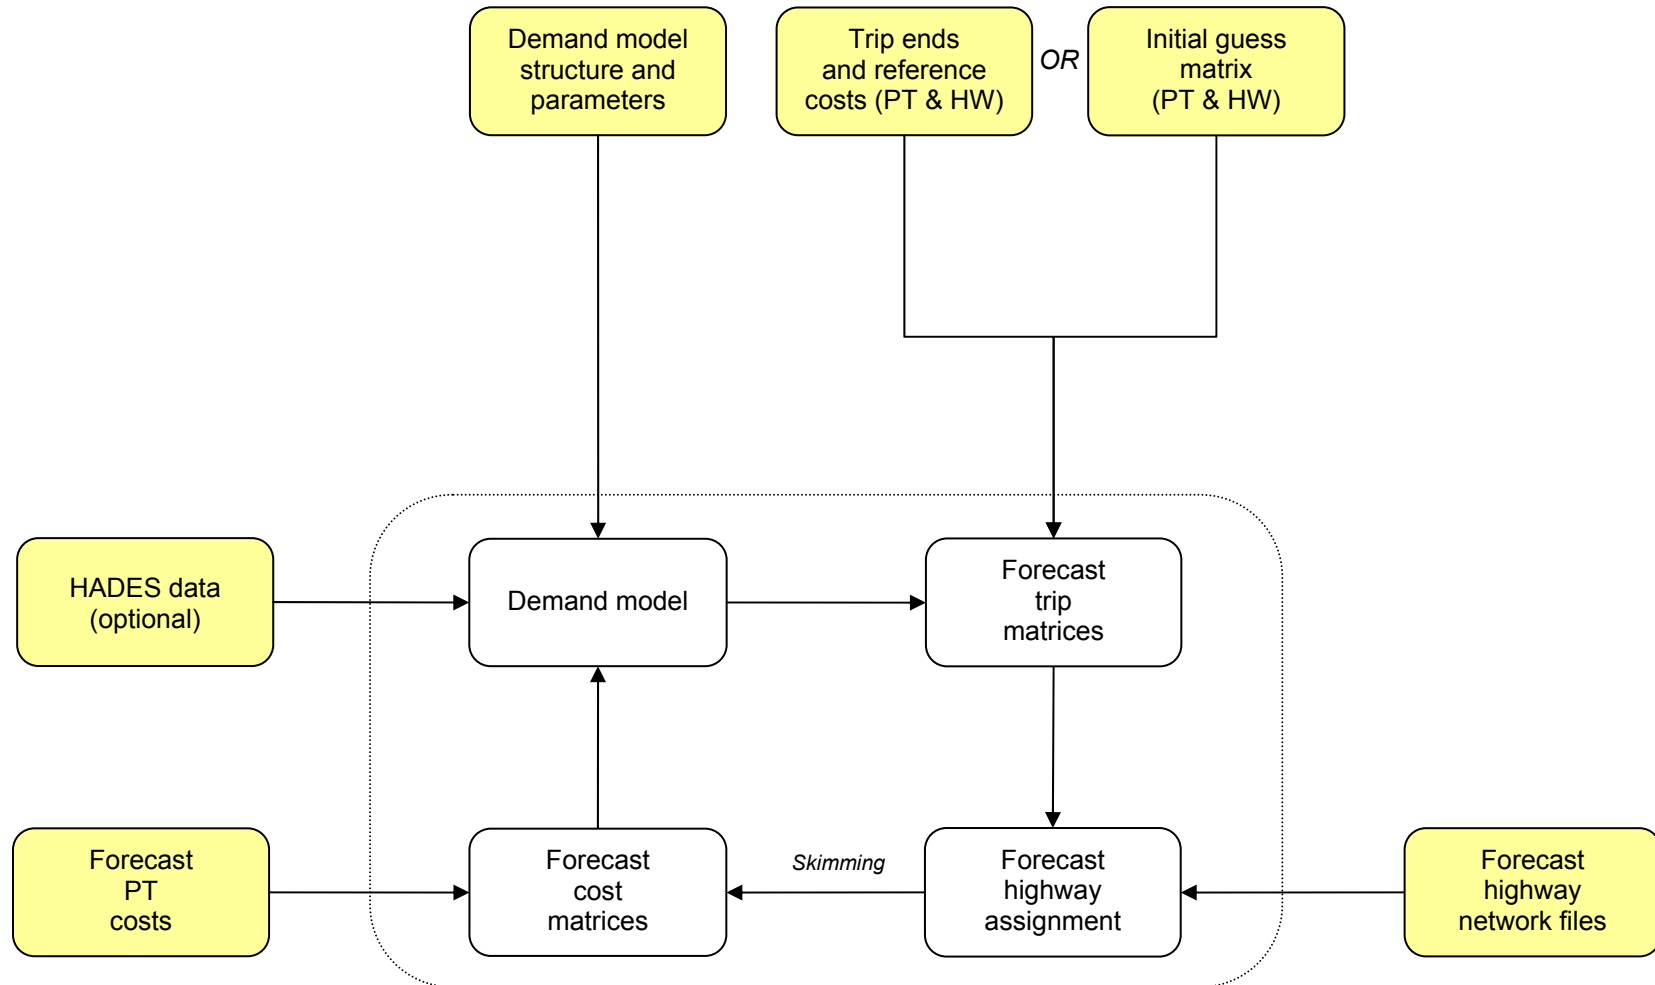 Demand model
structure and
parameters
Trip ends
and reference
costs (PT & HW)
OR
Initial guess
matrix
(PT & HW)
HADES data
(optional)
Demand model
Forecast
trip
matrices
Forecast
PT
costs
Forecast
cost
matrices
Skimming
Forecast
highway
assignment
Forecast
highway
network files